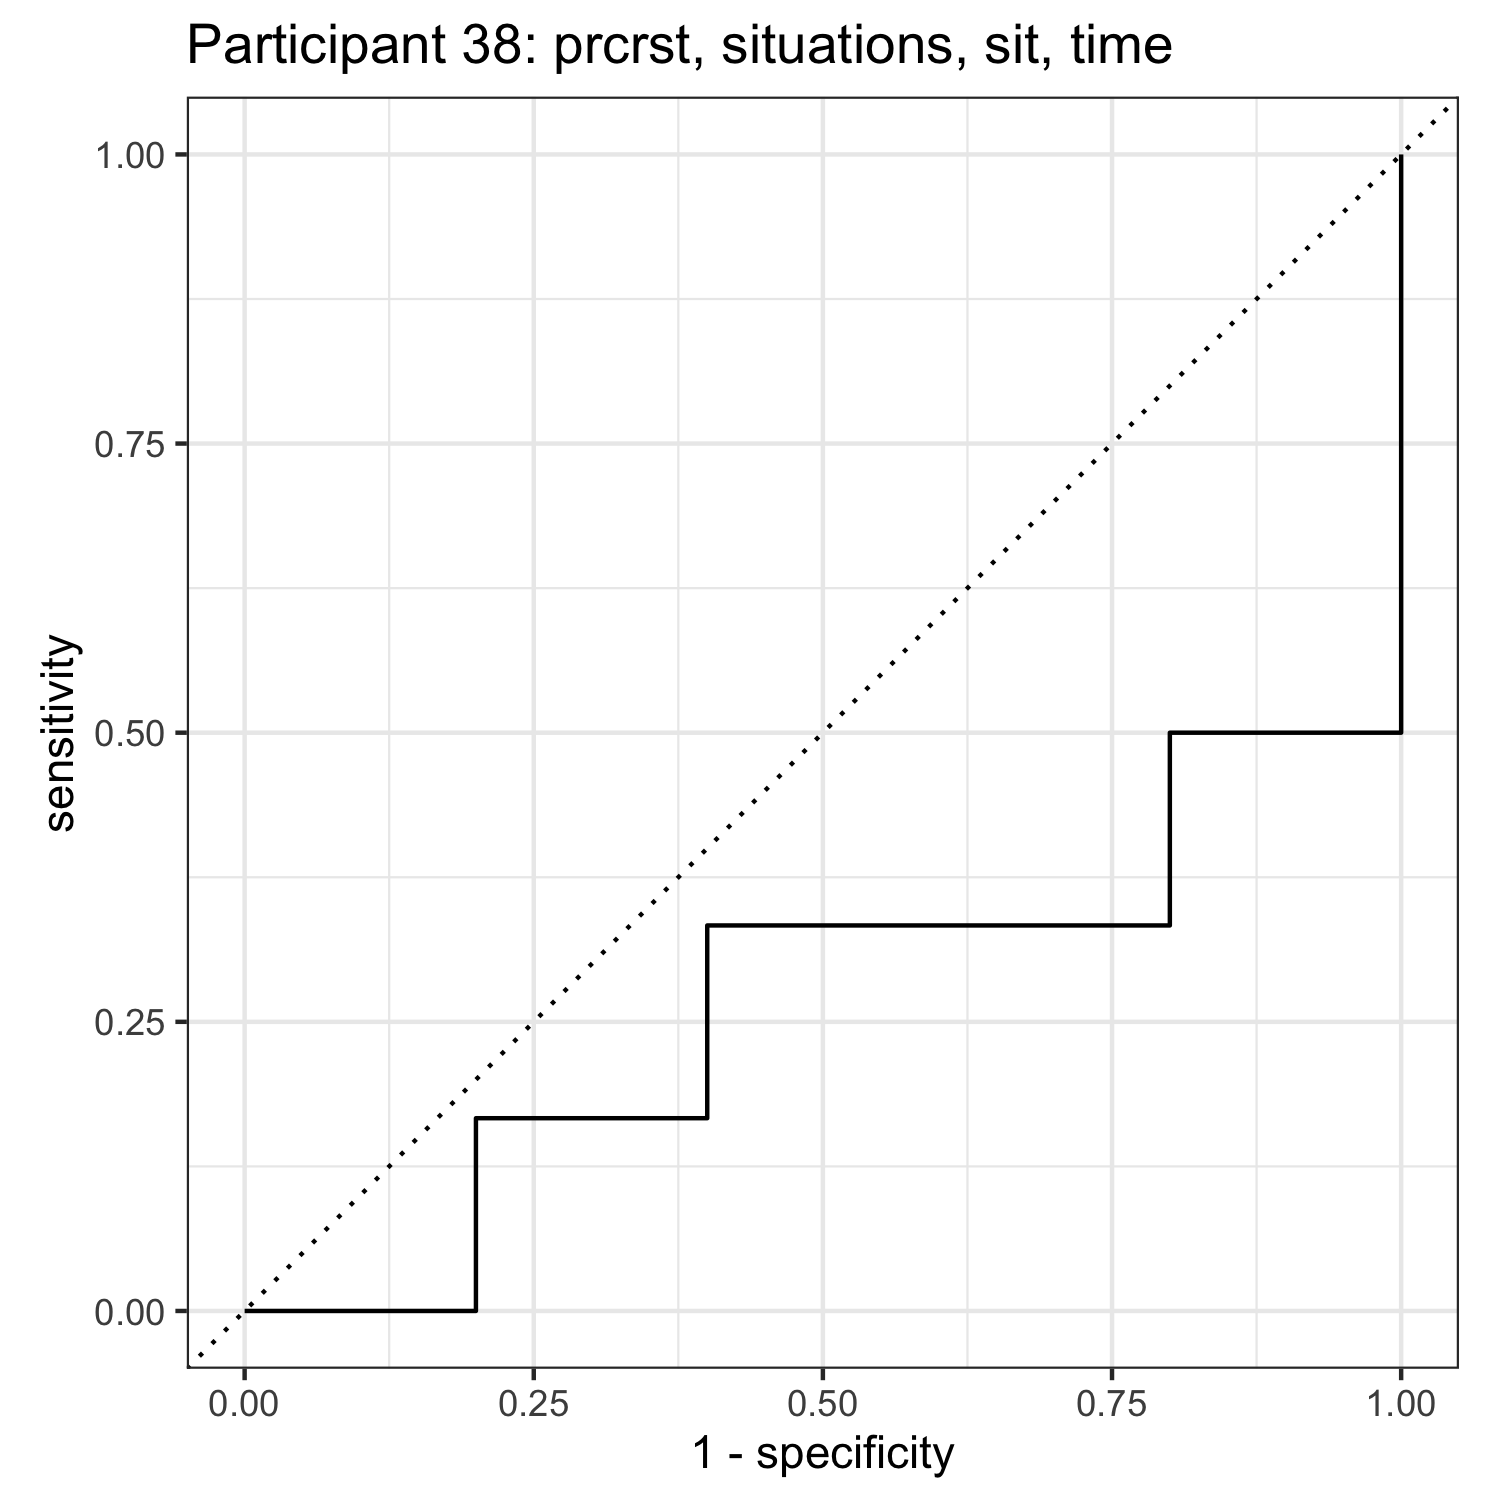 Participant 38: prcrst, situations, sit, time
1.00
0.75
0.50
0.25
0.00
sensitivity
0.00 0.25 0.50 0.75 1.00
1 - specificity